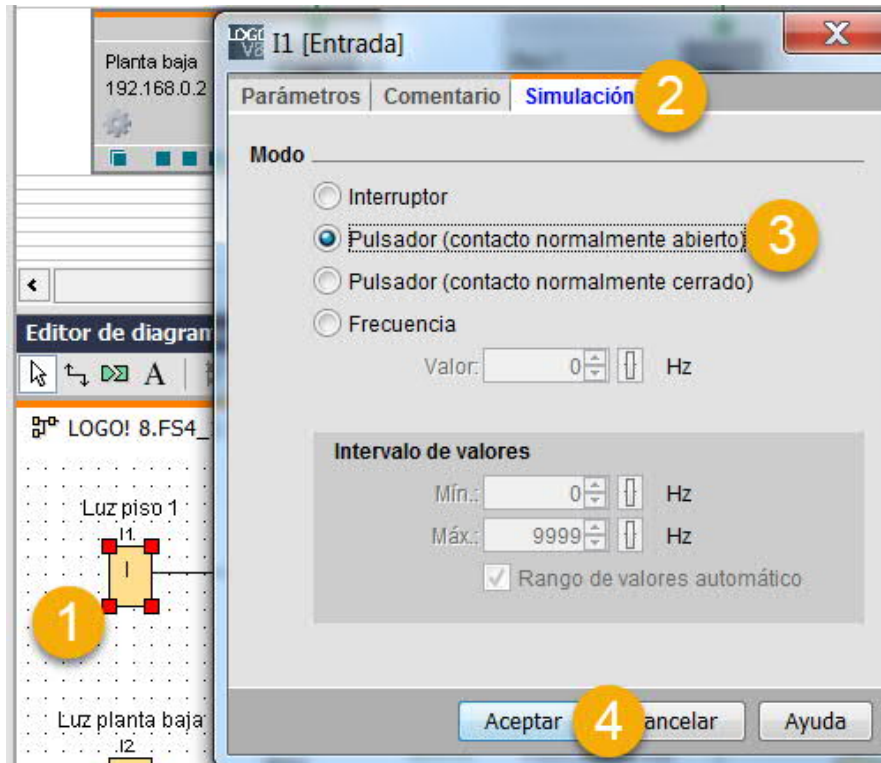 Planta baja
192.168.0.2
LOGO!
V8
I1 [Entrada]
X
Parámetros
Comentario
Simulación
2
Modo
Interruptor
Pulsador (contacto normalmente abierto)
3
Pulsador (contacto normalmente cerrado)
Frecuencia
Valor:
0
Hz
Intervalo de valores
Mín.:
0
Hz
Máx.:
9999
Hz
Rango de valores automático
Aceptar
4
ancelar
Ayuda
Editor de diagram
A
LOGO! 8.FS4_
Luz piso 1
I1
I
1
Luz planta baja
I2